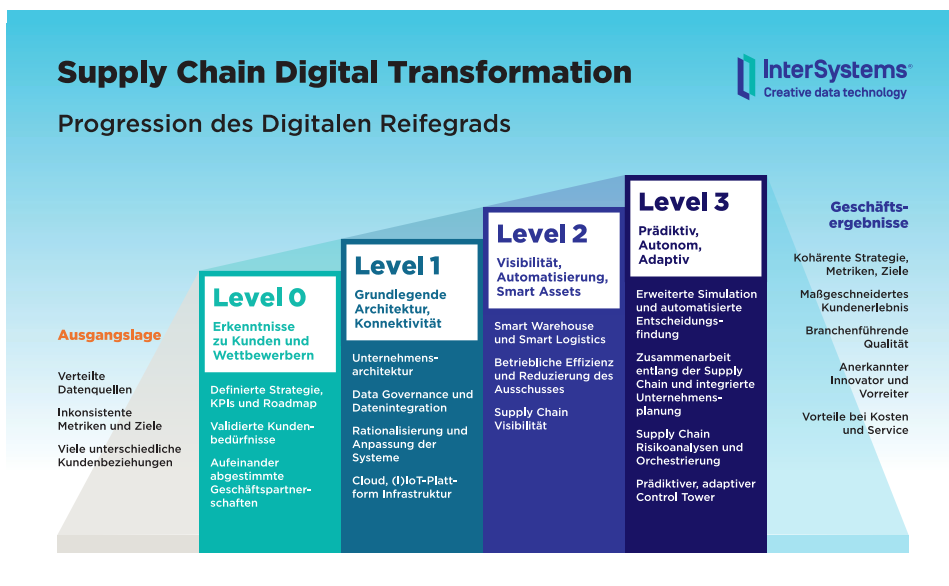 Supply Chain Digital Transformation
Progression des Digitalen Reifegrads
InterSystems®
Creative data technology
Ausgangslage
Verteilte
Datenquellen
Inkonsistente
Metriken und Ziele
Viele unterschiedliche
Kundenbeziehungen
Level 0
Erkenntnisse
zu Kunden und
Wettbewerbern
Definierte Strategie,
KPIs und Roadmap
Validierte Kunden-
bedürfnisse
Aufeinander
abgestimmte
Geschäftspartner-
schaften
Level 1
Grundlegende
Architektur,
Konnektivität
Unternehmens-
architektur
Data Governance und
Datenintegration
Rationalisierung und
Anpassung der
Systeme
Cloud, (I)IoT-Platt-
form Infrastruktur
Level 2
Visibilität,
Automatisierung,
Smart Assets
Smart Warehouse
und Smart Logistics
Betriebliche Effizienz
und Reduzierung des
Ausschusses
Supply Chain
Visibilität
Level 3
Prädiktiv,
Autonom,
Adaptiv
Erweiterte Simulation
und automatisierte
Entscheidungs-
findung
Zusammenarbeit
entlang der Supply
Chain und integrierte
Unternehmens-
planung
Supply Chain
Risikoanalysen und
Orchestrierung
Prädiktiver, adaptiver
Control Tower
Geschäfts-
ergebnisse
Kohärente Strategie,
Metriken, Ziele
Maßgeschneidertes
Kundenerlebnis
Branchenführende
Qualität
Anerkannter
Innovator und
Vorreiter
Vorteile bei Kosten
und Service